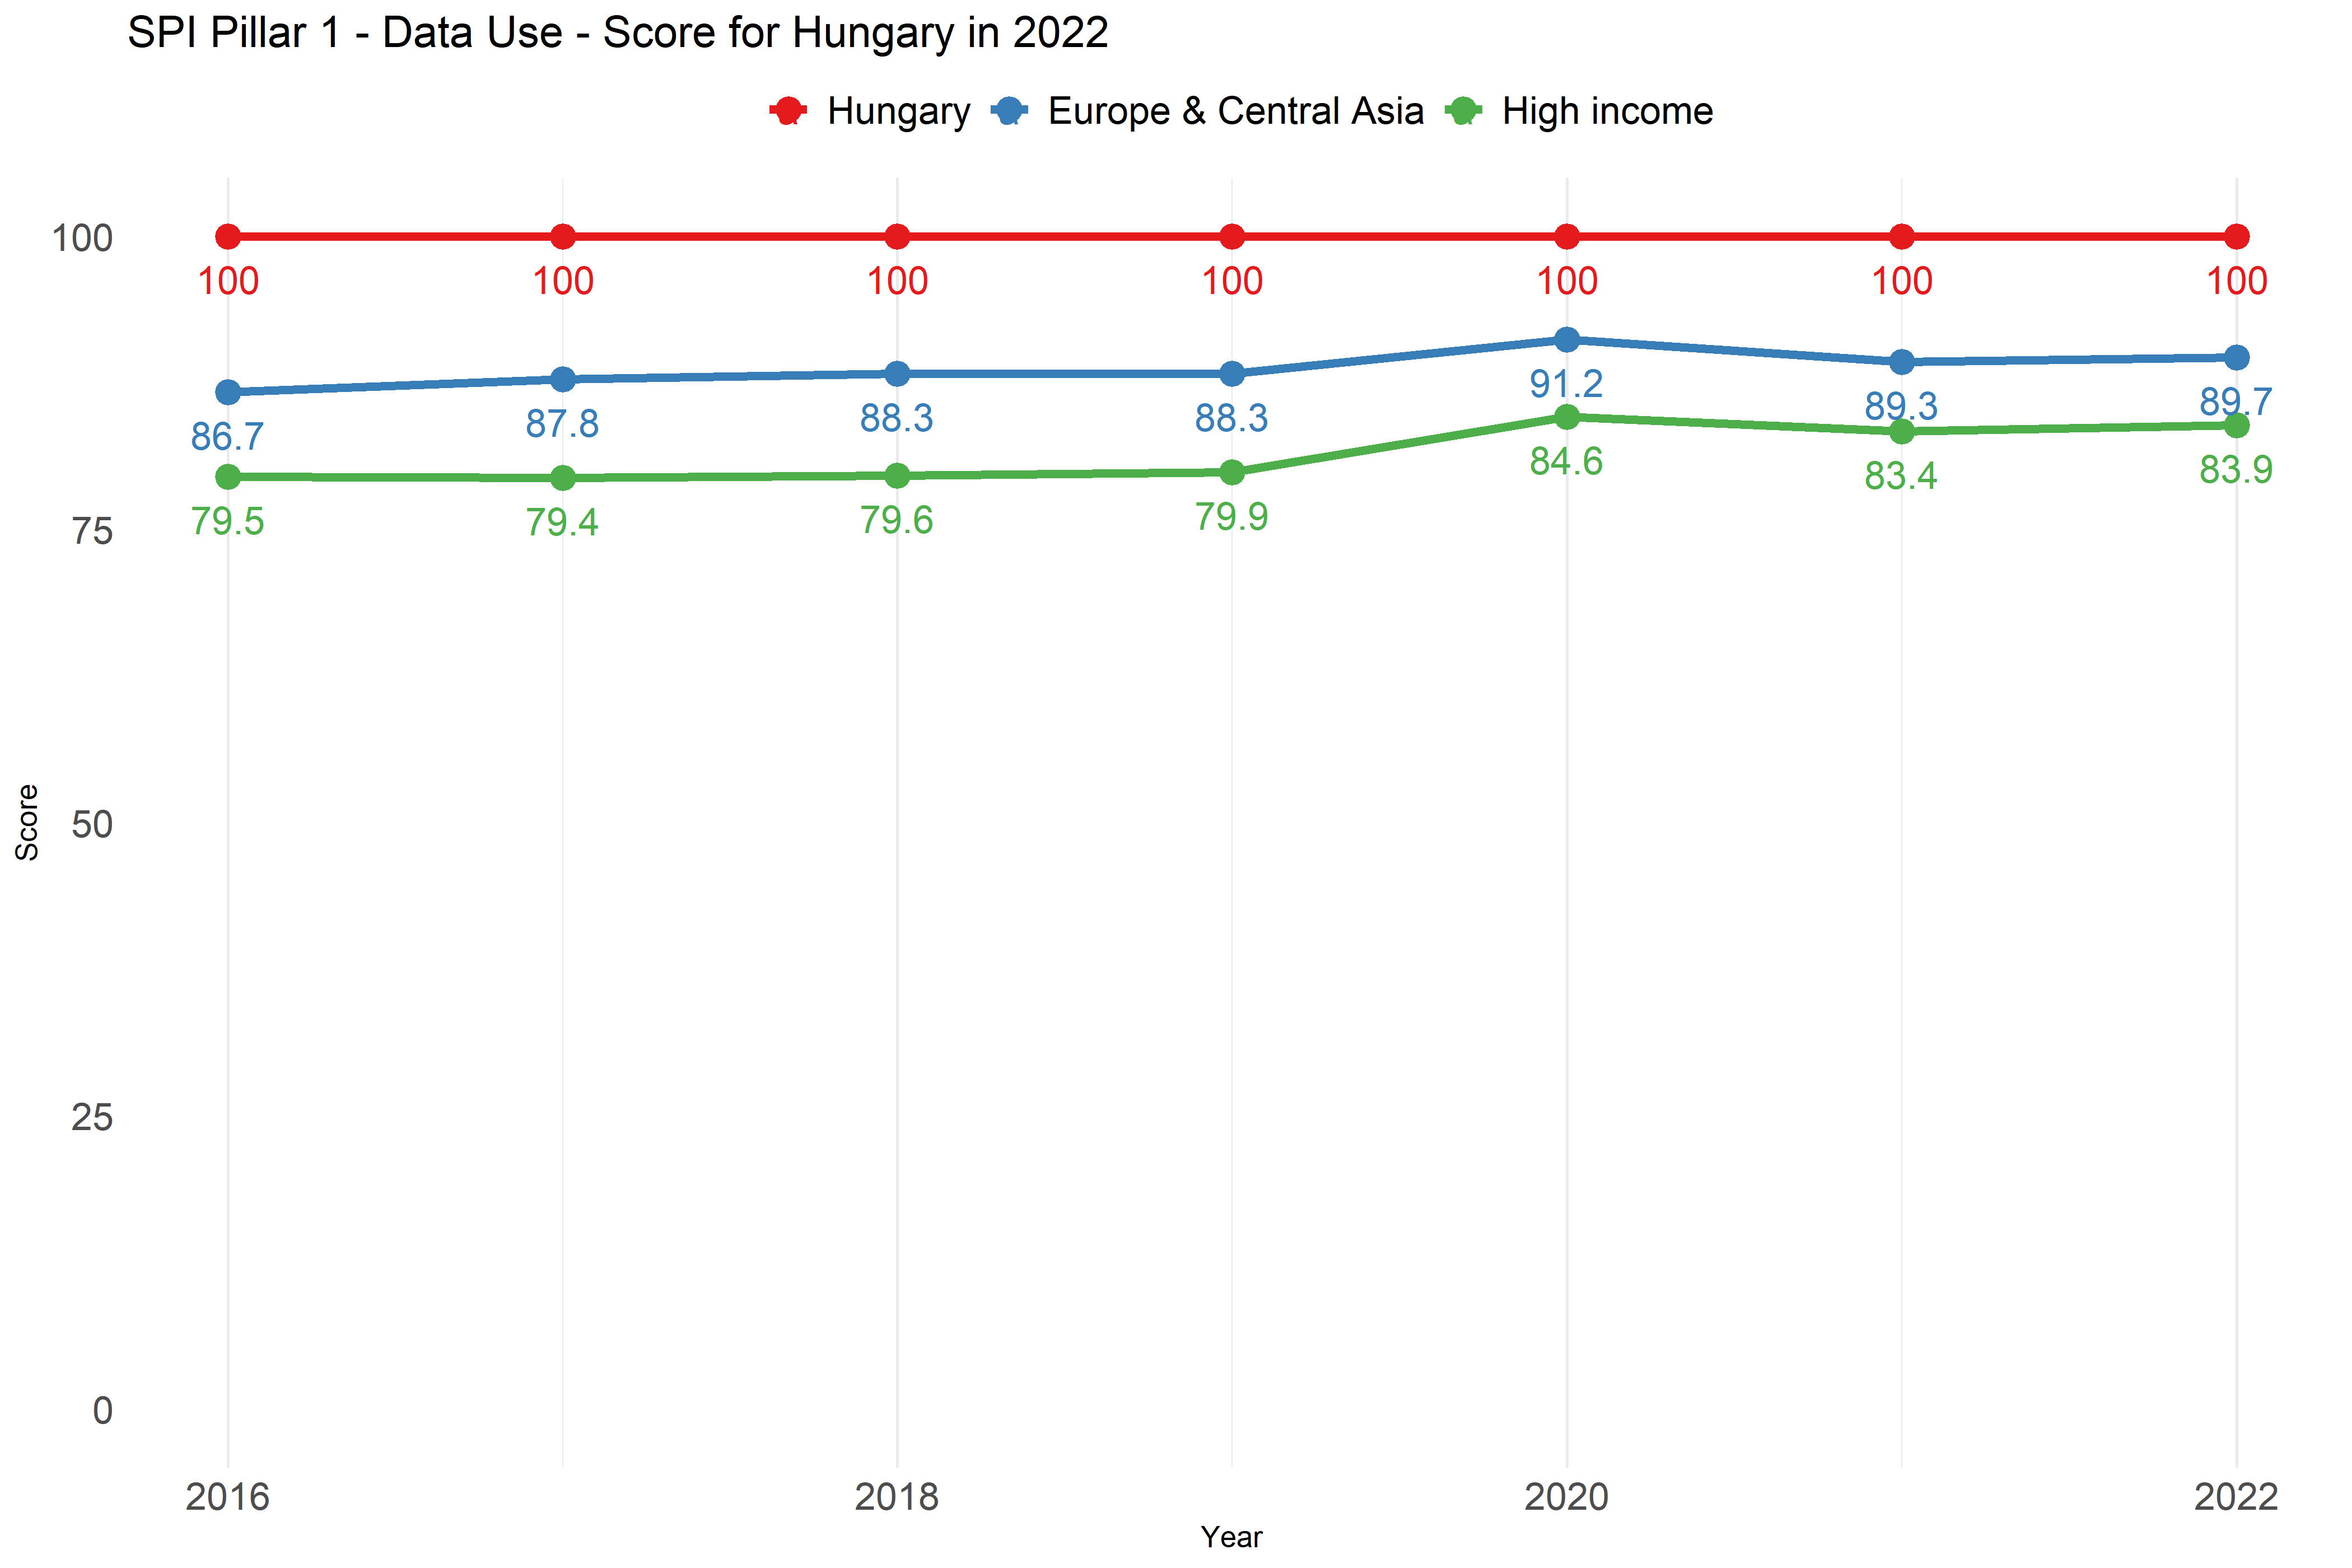 SPI Pillar 1 - Data Use - Score for Hungary in 2022
Hungary Europe & Central Asia High income
100
75
50
25
0
Score
100 100 100 100 100 100 100
86.7 87.8 88.3 88.3 91.2 89.3 89.7
79.5 79.4 79.6 79.9 84.6 83.4 83.9
2016 2018 2020 2022
Year